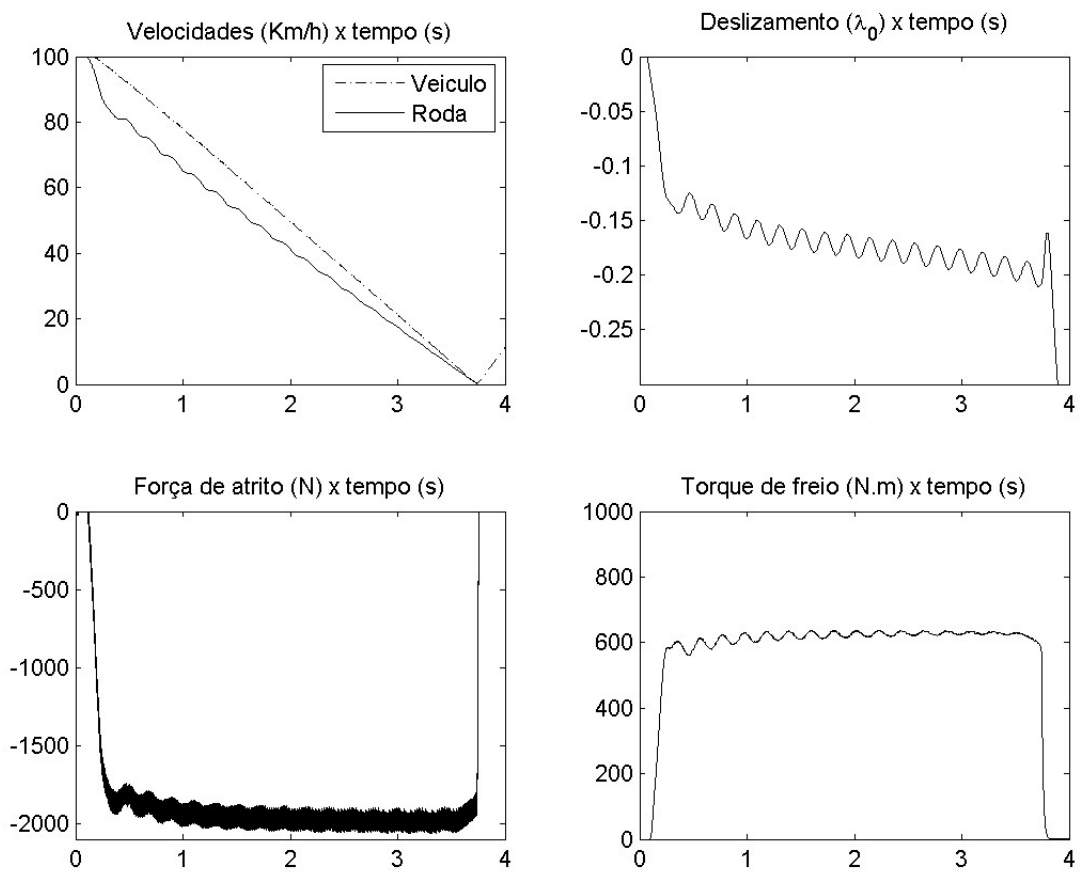 Velocidades (Km/h) x tempo (s)
100
80
60
40
20
0
0 1 2 3 4
Veiculo
Roda
Deslizamento (λ0) x tempo (s)
0
-0.05
-0.1
-0.15
-0.2
-0.25
0 1 2 3 4
Força de atrito (N) x tempo (s)
0
-500
-1000
-1500
-2000
0 1 2 3 4
Torque de freio (N.m) x tempo (s)
1000
800
600
400
200
0
0 1 2 3 4